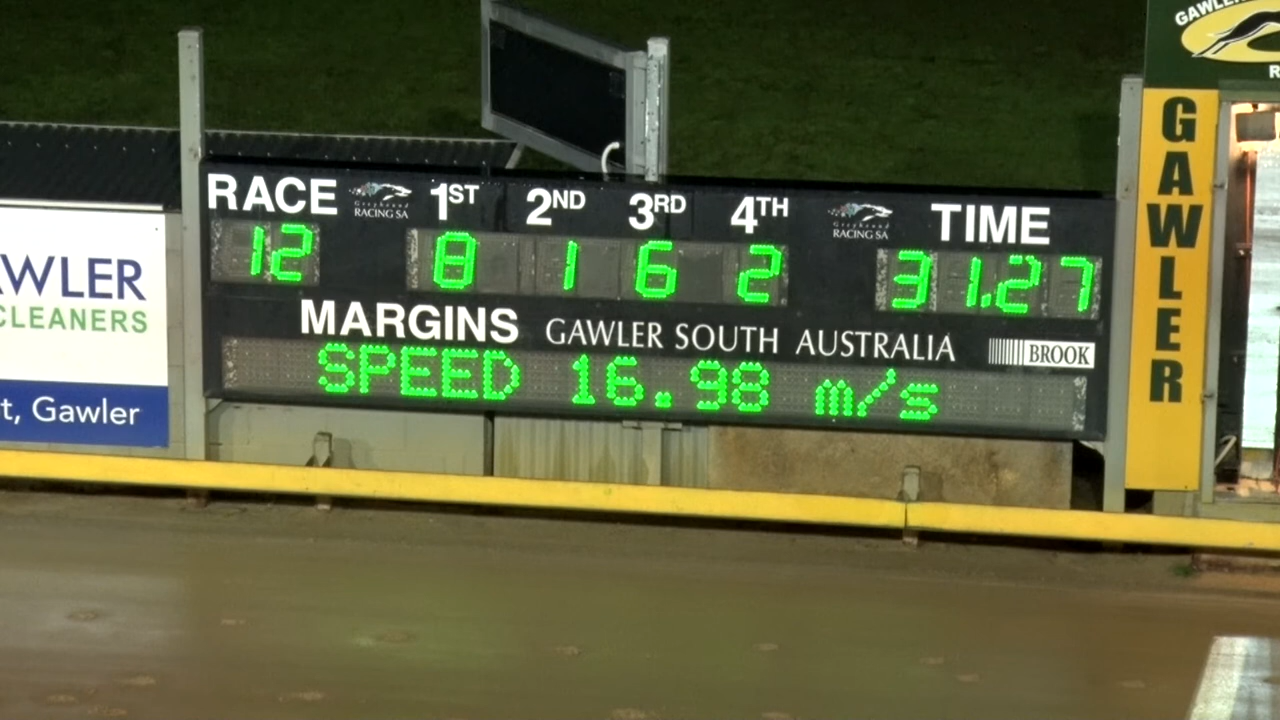 GAWLER
R
GAWLER
RACE
Greyhound
RACING SA
1ST 2ND 3RD 4TH
Greyhound
RACING SA
TIME
12 8 1 6 2 31.27
MARGINS GAWLER SOUTH AUSTRALIA BROOK
SPEED 16.98 m/s
AWLER
CLEANERS
t, Gawler